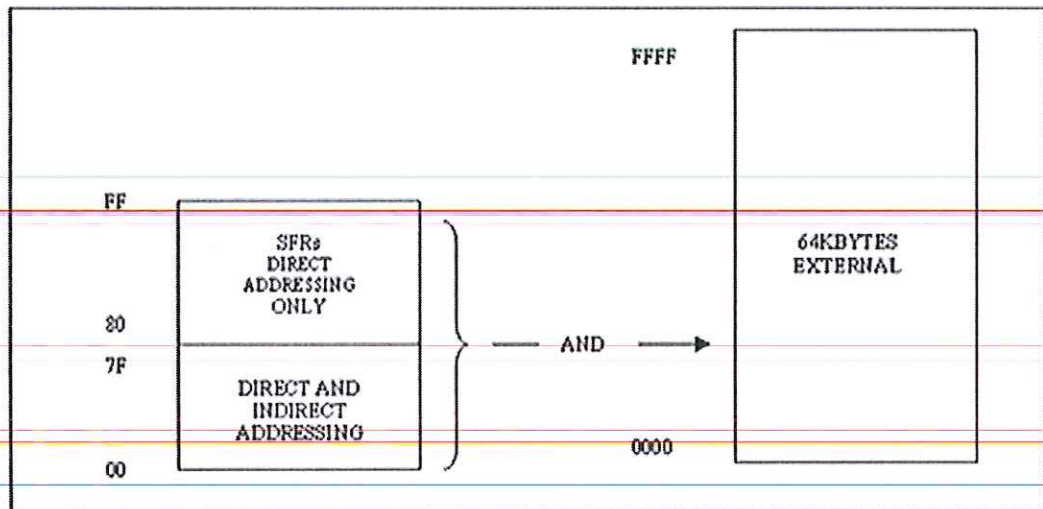 FFFF
FF
SFRs
DIRECT
ADDRESSING
ONLY
64KBYTES
EXTERNAL
80
AND
7F
DIRECT AND
INDIRECT
ADDRESSING
0000
00